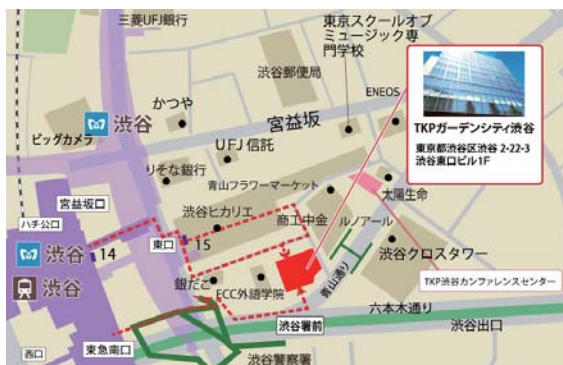 三菱UFJ銀行
東京スクールオブ
ミュージック専
門学校
渋谷郵便局
かつや
ENEOS
宮益坂
渋谷
ビッグカメラ
UFJ信託
りそな銀行
TKPガーデンシティ渋谷
東京都渋谷区渋谷 2-22-3
渋谷東口ビル1F
青山フラワーマーケット
太陽生命
宮益坂口
渋谷ヒカリエ
商工中金
ルノアール
ハチ公口
東口
15
14
渋谷
渋谷クロスタワー
TKP渋谷カンファレンスセンター
銀だこ
ECC外語学院
青山通り
渋谷
六本木通り
渋谷署前
渋谷出口
東急南口
西口
渋谷警察署